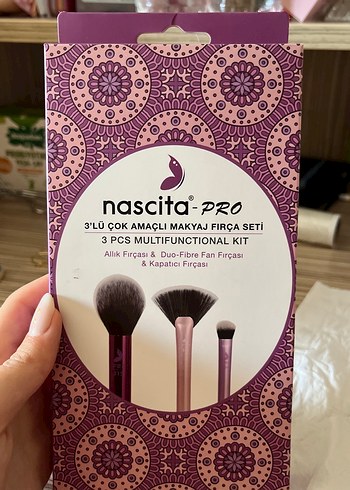 nascita®-PRO
3'LÜ ÇOK AMAÇLI MAKYAJ FIRÇA SETİ
3 PCS MULTIFUNCTIONAL KIT
Allık Fırçası & Duo-Fibre Fan Fırçası
& Kapatıcı Fırçası